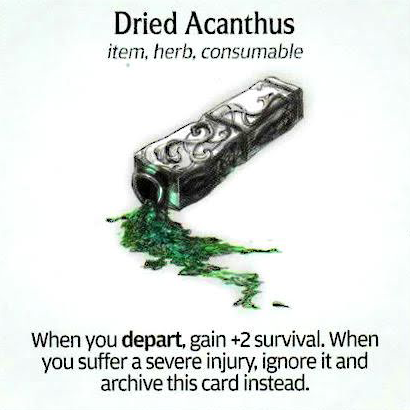 Dried Acanthus
item, herb, consumable
When you depart, gain +2 survival. When
you suffer a severe injury, ignore it and
archive this card instead.